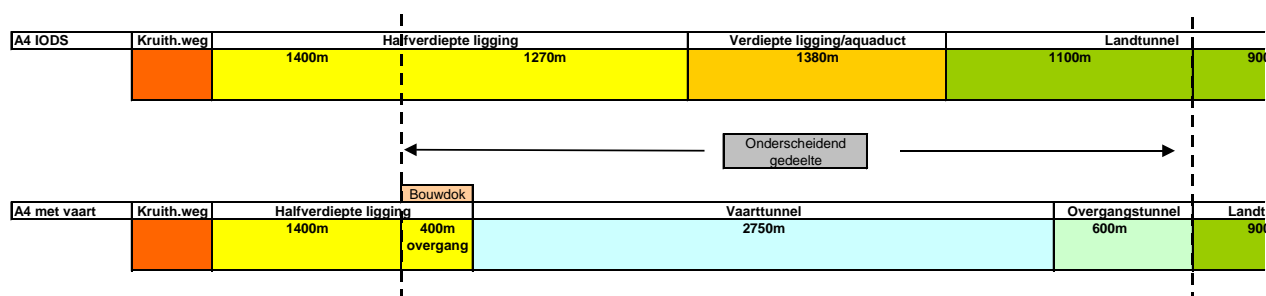 A4 IODS Kruith.weg Halfverdiepte ligging Verdiepte ligging/aquaduct Landtunnel
1400m 1270m 1380m 1100m 900
Onderscheidend
gedeelte
Bouwdok
A4 met vaart Kruith.weg Halfverdiepte ligging Vaarttunnel Overgangstunnel Landt
1400m 400m 2750m 600m 900
overgang